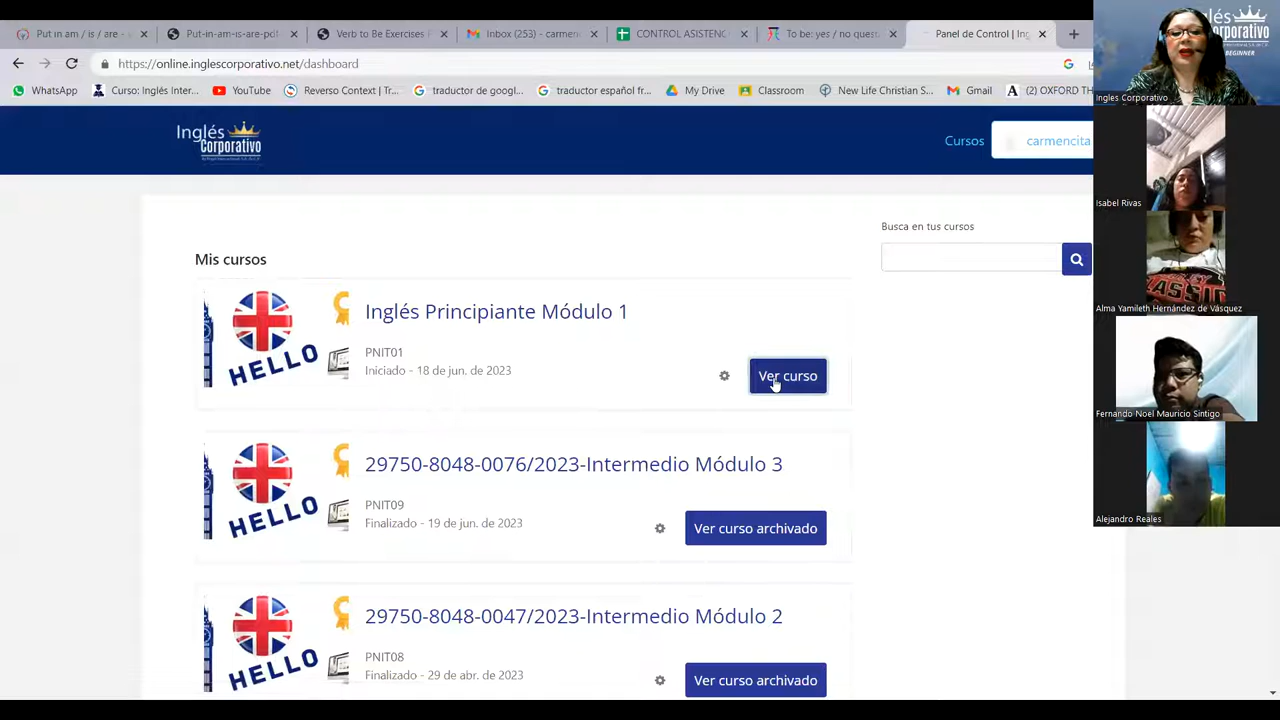 Put in am / is / are -
Put-in-am-is-are-pdf-
Verb to Be Exercises F
CONTROL ASISTENC
To be: yes / no quest
Panel de Control | Ing
https://online.inglescorporativo.net/dashboard
WhatsApp
Curso: Inglés Inter...
YouTube
Reverso Context | Tr...
traductor de googl...
traductor español fr...
My Drive
Classroom
New Life Christian S...
Gmail
(2) OXFORD TH
Inglés
Corporativo
Cursos
carmencita
Busca en tus cursos
Mis cursos
HELLO
Inglés Principiante Módulo 1
PNIT01
Iniciado - 18 de jun. de 2023
Ver curso
HELLO
29750-8048-0076/2023-Intermedio Módulo 3
PNIT09
Finalizado - 19 de jun. de 2023
Ver curso archivado
HELLO
29750-8048-0047/2023-Intermedio Módulo 2
PNIT08
Finalizado - 29 de abr. de 2023
Ver curso archivado
BEGINNER
Ingles Corporativo
Isabel Rivas
Alma Yamileth Hernández de Vásquez
Fernando Noel Mauricio Sintigo
Alejandro Reales